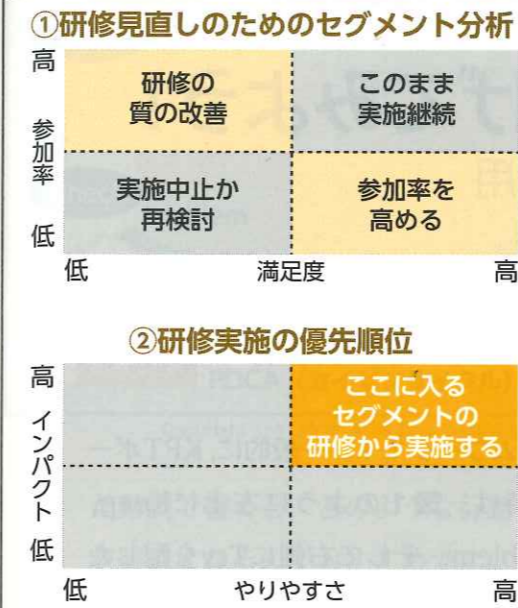 ①研修見直しのためのセグメント分析
高
参加率
低
研修の
質の改善
このまま
実施継続
実施中止か
再検討
参加率を
高める
低
満足度
高
②研修実施の優先順位
高
インパクト
低
ここに入る
セグメントの
研修から実施する
低
やりやすさ
高